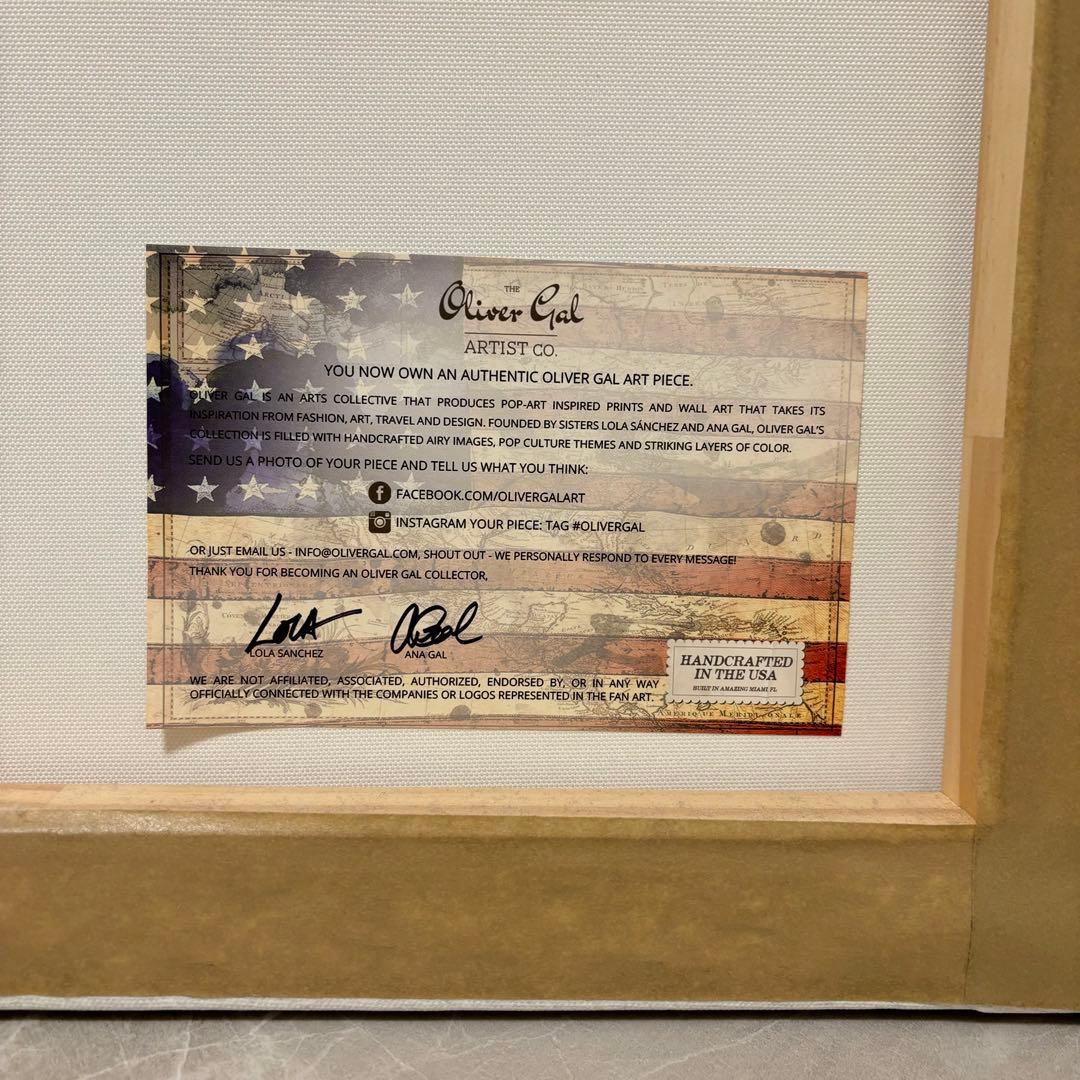 THE
Oliver Gal
ARTIST CO.
YOU NOW OWN AN AUTHENTIC OLIVER GAL ART PIECE.
OLIVER GAL IS AN ARTS COLLECTIVE THAT PRODUCES POP-ART INSPIRED PRINTS AND WALL ART THAT TAKES ITS
INSPIRATION FROM FASHION, ART, TRAVEL AND DESIGN. FOUNDED BY SISTERS LOLA SÁNCHEZ AND ANA GAL, OLIVER GAL'S
COLLECTION IS FILLED WITH HANDCRAFTED AIRY IMAGES, POP CULTURE THEMES AND STRIKING LAYERS OF COLOR.
SEND US A PHOTO OF YOUR PIECE AND TELL US WHAT YOU THINK:
FACEBOOK.COM/OLIVERGALART
INSTAGRAM YOUR PIECE: TAG #OLIVERGAL
OR JUST EMAIL US - INFO@OLIVERGAL.COM, SHOUT OUT - WE PERSONALLY RESPOND TO EVERY MESSAGE!
THANK YOU FOR BECOMING AN OLIVER GAL COLLECTOR,
LOLA
LOLA SANCHEZ
ANA GAL
WE ARE NOT AFFILIATED, ASSOCIATED, AUTHORIZED, ENDORSED BY, OR IN ANY WAY
OFFICIALLY CONNECTED WITH THE COMPANIES OR LOGOS REPRESENTED IN THE FAN ART.
HANDCRAFTED
IN THE USA
BUILT IN AMAZING MIAMI, FL
AMERIQUE MERIDIONALE